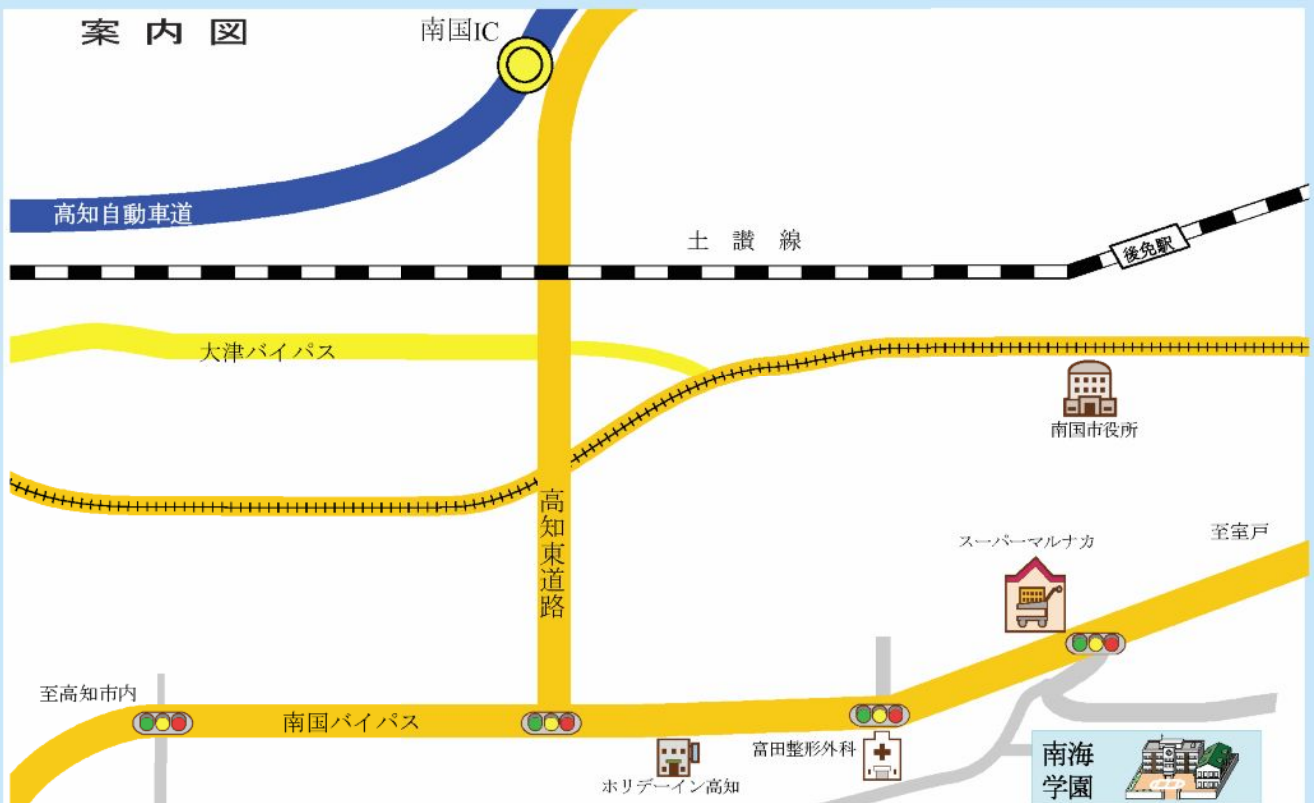 案内図
南国IC
高知自動車道
土讃線
後免駅
大津バイパス
南国市役所
高知東道路
スーパーマルナカ
至室戸
至高知市内
南国バイパス
富田整形外科
ホリデーイン高知
南海
学園